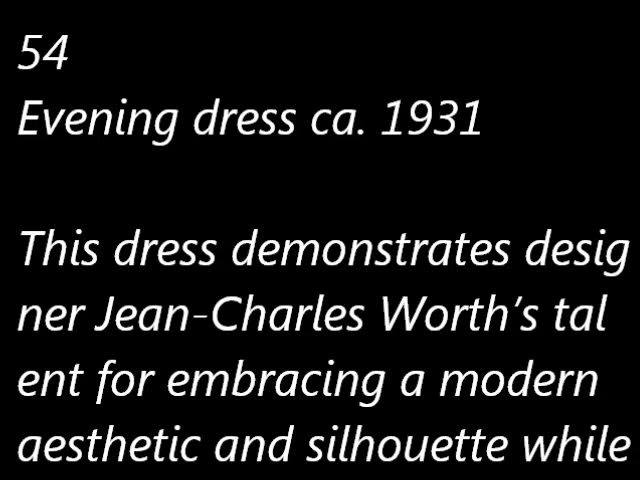 54
Evening dress ca. 1931
This dress demonstrates desig
ner Jean-Charles Worth’s tal
ent for embracing a modern
aesthetic and silhouette while